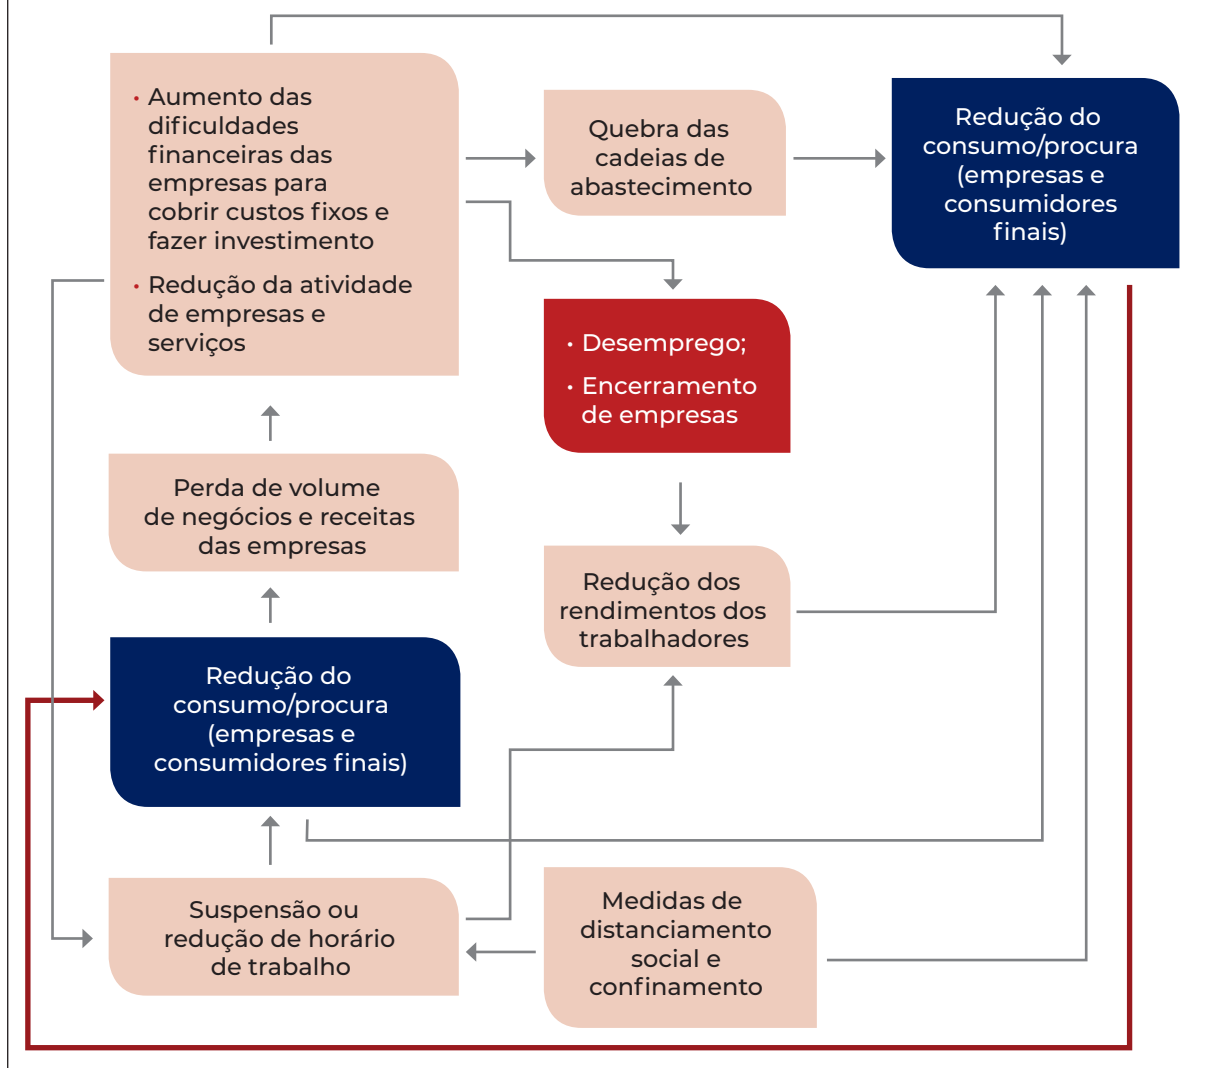 • Aumento das
dificuldades
financeiras das
empresas para
cobrir custos fixos e
fazer investimento
• Redução da atividade
de empresas e
serviços
Quebra das
cadeias de
abastecimento
Redução do
consumo/procura
(empresas e
consumidores
finais)
• Desemprego;
• Encerramento
de empresas
Perda de volume
de negócios e receitas
das empresas
Redução dos
rendimentos dos
trabalhadores
Redução do
consumo/procura
(empresas e
consumidores finais)
Suspensão ou
redução de horário
de trabalho
Medidas de
distanciamento
social e
confinamento